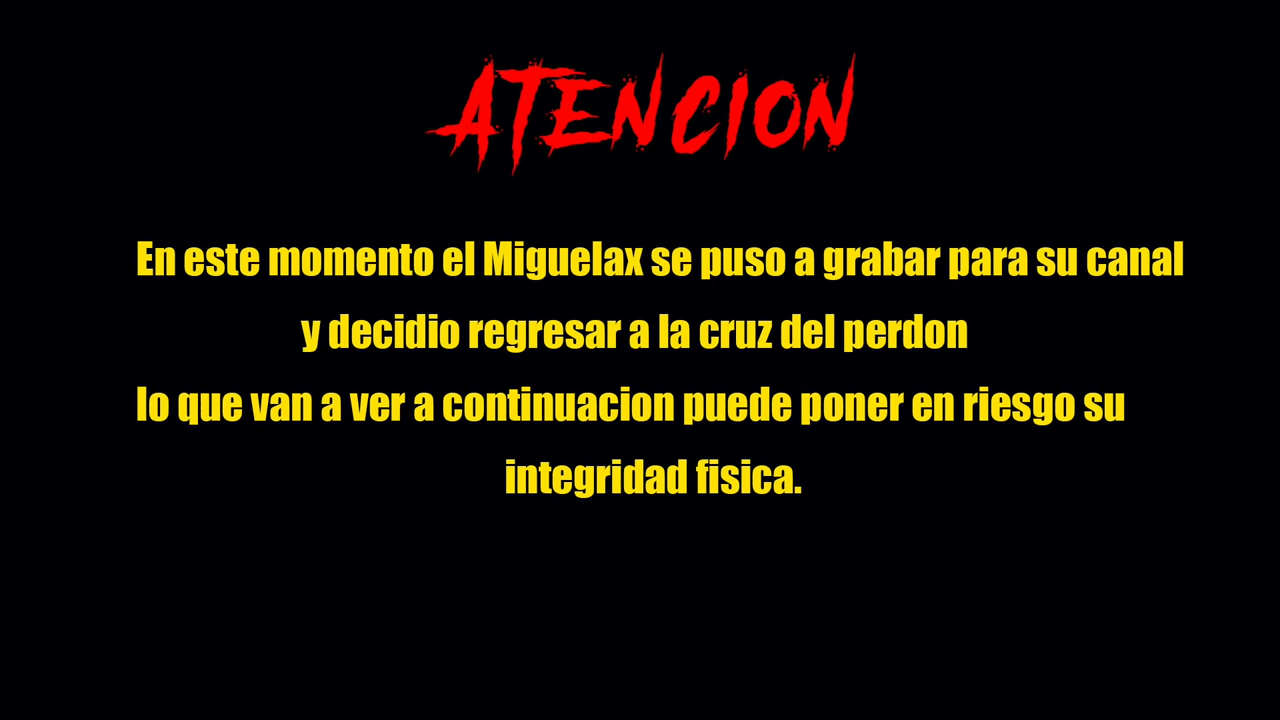 ATENCION
En este momento el Miguelax se puso a grabar para su canal
y decidio regresar a la cruz del perdon
lo que van a ver a continuacion puede poner en riesgo su
integridad fisica.